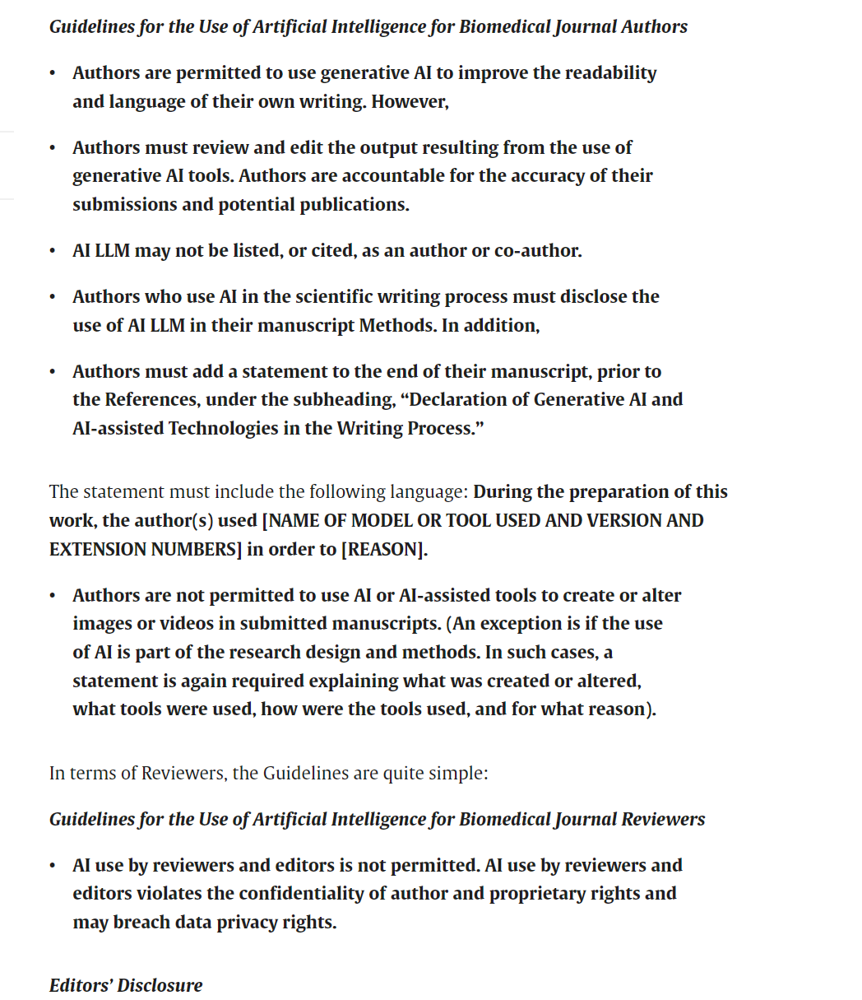 Guidelines for the Use of Artificial Intelligence for Biomedical Journal Authors
• Authors are permitted to use generative AI to improve the readability
and language of their own writing. However,
• Authors must review and edit the output resulting from the use of
generative AI tools. Authors are accountable for the accuracy of their
submissions and potential publications.
• AI LLM may not be listed, or cited, as an author or co-author.
• Authors who use AI in the scientific writing process must disclose the
use of AI LLM in their manuscript Methods. In addition,
• Authors must add a statement to the end of their manuscript, prior to
the References, under the subheading, “Declaration of Generative AI and
AI-assisted Technologies in the Writing Process.”
The statement must include the following language: During the preparation of this
work, the author(s) used [NAME OF MODEL OR TOOL USED AND VERSION AND
EXTENSION NUMBERS] in order to [REASON].
• Authors are not permitted to use AI or AI-assisted tools to create or alter
images or videos in submitted manuscripts. (An exception is if the use
of AI is part of the research design and methods. In such cases, a
statement is again required explaining what was created or altered,
what tools were used, how were the tools used, and for what reason).
In terms of Reviewers, the Guidelines are quite simple:
Guidelines for the Use of Artificial Intelligence for Biomedical Journal Reviewers
• AI use by reviewers and editors is not permitted. AI use by reviewers and
editors violates the confidentiality of author and proprietary rights and
may breach data privacy rights.
Editors’ Disclosure